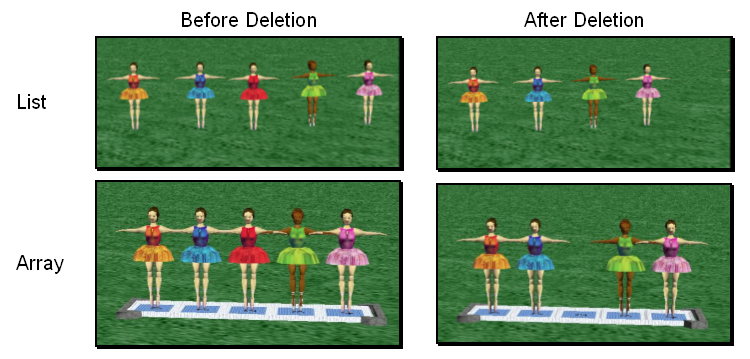 Before Deletion
After Deletion
List
Array